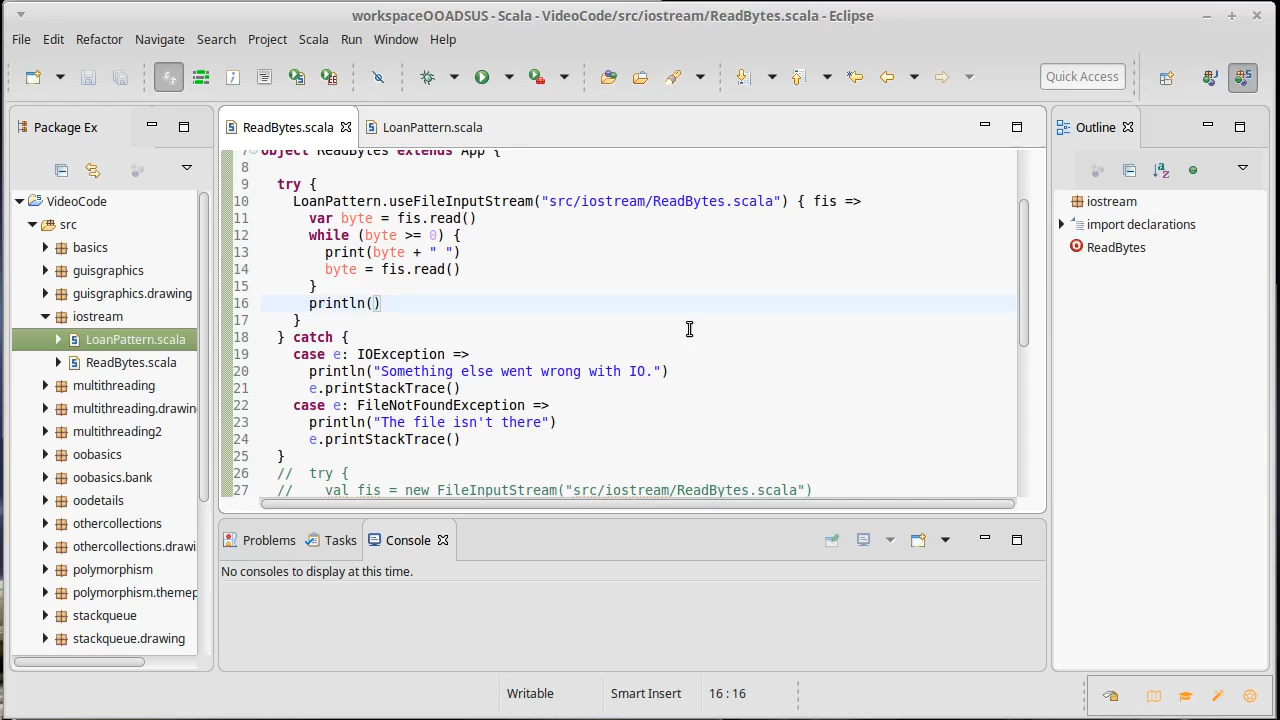 workspaceOOADSUS - Scala - VideoCode/src/iostream/ReadBytes.scala - Eclipse
File Edit Refactor Navigate Search Project Scala Run Window Help
Quick Access
Package Ex
VideoCode
src
basics
guisgraphics
guisgraphics.drawing
iostream
LoanPattern.scala
ReadBytes.scala
multithreading
multithreading.drawin
multithreading2
oobasics
oobasics.bank
oodetails
othercollections
othercollections.drawi
polymorphism
polymorphism.themep
stackqueue
stackqueue.drawing
ReadBytes.scala LoanPattern.scala
7 object ReadBytes extends App {
8
9 try {
10 LoanPattern.useFileInputStream("src/iostream/ReadBytes.scala") { fis =>
11 var byte = fis.read()
12 while (byte >= 0) {
13 print(byte + " ")
14 byte = fis.read()
15 }
16 println()
17 }
18 } catch {
19 case e: IOException =>
20 println("Something else went wrong with IO.")
21 e.printStackTrace()
22 case e: FileNotFoundException =>
23 println("The file isn't there")
24 e.printStackTrace()
25 }
26 // try {
27 // val fis = new FileInputStream("src/iostream/ReadBytes.scala")
Problems Tasks Console
No consoles to display at this time.
Outline
iostream
import declarations
ReadBytes
Writable Smart Insert 16 : 16